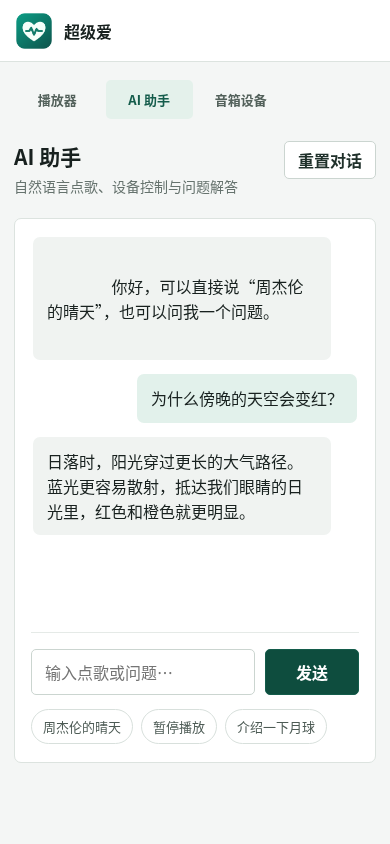 超级爱
播放器
AI 助手
音箱设备
AI 助手
重置对话
自然语言点歌、设备控制与问题解答
你好，可以直接说“周杰伦
的晴天”，也可以问我一个问题。
为什么傍晚的天空会变红？
日落时，阳光穿过更长的大气路径。
蓝光更容易散射，抵达我们眼睛的日
光里，红色和橙色就更明显。
输入点歌或问题…
发送
周杰伦的晴天
暂停播放
介绍一下月球